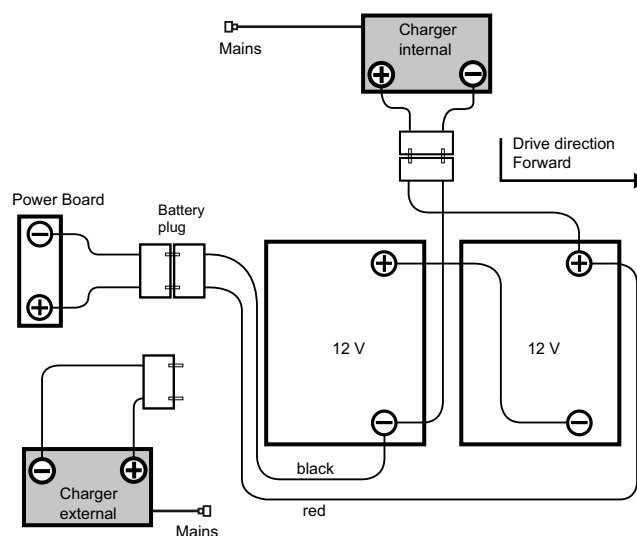 Charger
internal
Mains
Drive direction
Forward
Power Board
Battery
plug
12 V
12 V
black
red
Charger
external
Mains